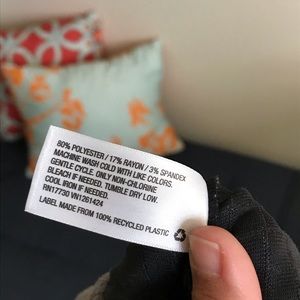 80% POLYESTER / 17% RAYON / 3% SPANDEX
MACHINE WASH COLD WITH LIKE COLORS.
GENTLE CYCLE. ONLY NON-CHLORINE
BLEACH IF NEEDED. TUMBLE DRY LOW.
COOL IRON IF NEEDED.
RN17730 VN1261424
LABEL MADE FROM 100% RECYCLED PLASTIC